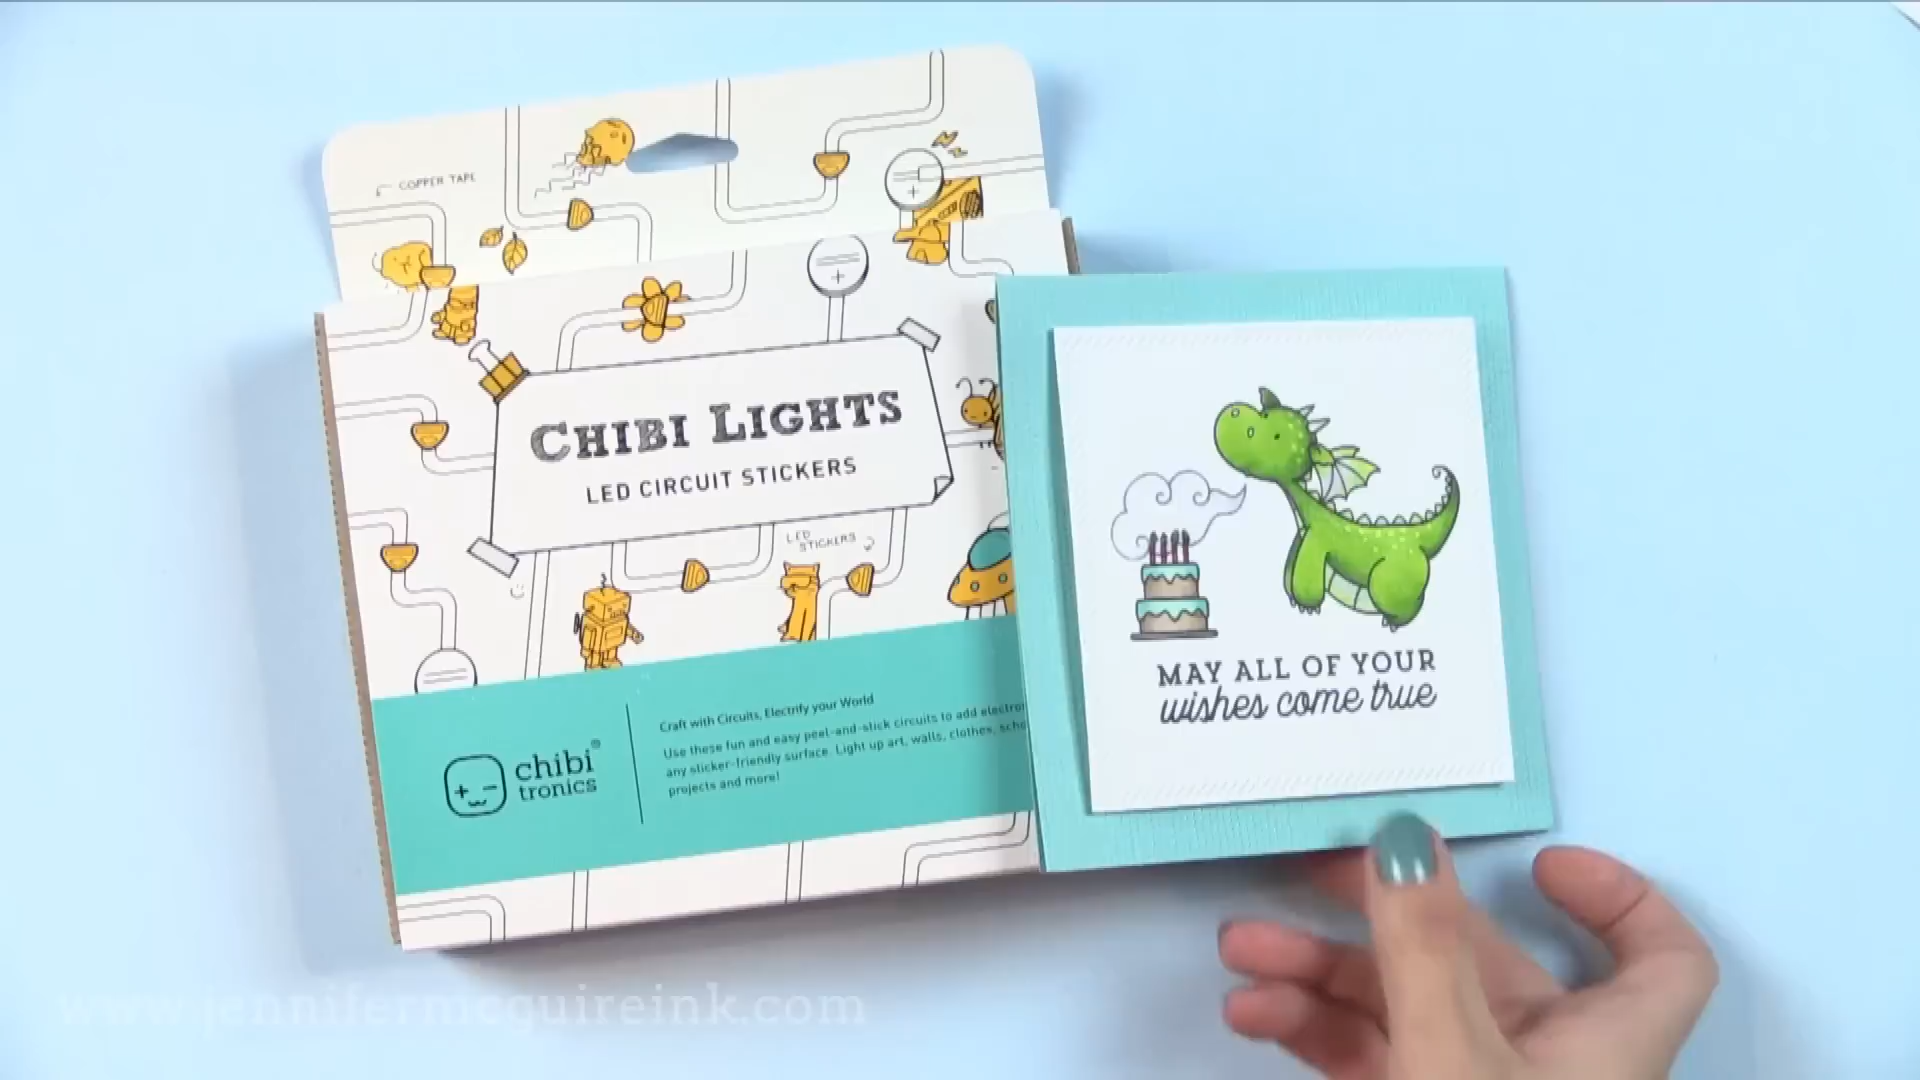 COPPER TAPE
CHIBI LIGHTS
LED CIRCUIT STICKERS
LED
STICKERS
chibi®
tronics
Craft with Circuits, Electrify your World
Use these fun and easy peel-and-stick circuits to add
any sticker-friendly surface. Light up art, walls, clothes,
projects and more!
MAY ALL OF YOUR
wishes come true
www.jennifermcguireink.com